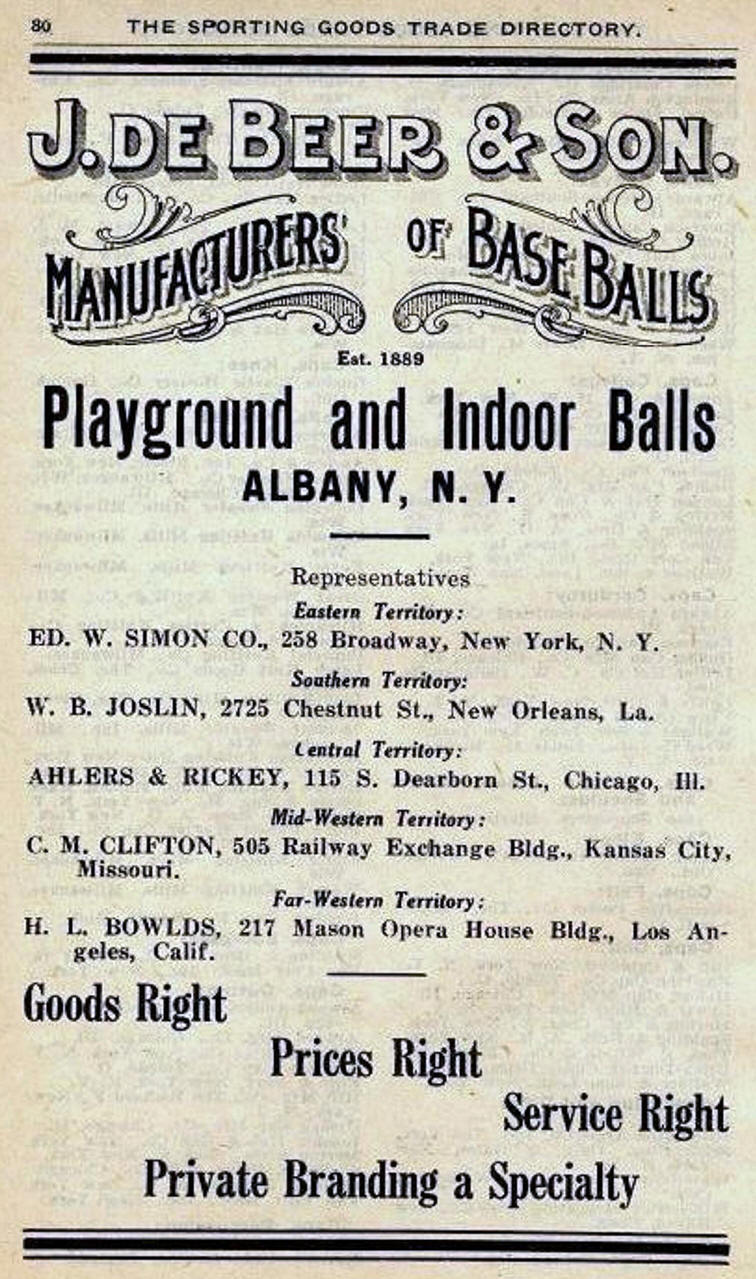 80 THE SPORTING GOODS TRADE DIRECTORY.
J. DE BEER & SON.
MANUFACTURERS OF BASE BALLS
Est. 1889
Playground and Indoor Balls
ALBANY, N. Y.
Representatives
Eastern Territory:
ED. W. SIMON CO., 258 Broadway, New York, N. Y.
Southern Territory:
W. B. JOSLIN, 2725 Chestnut St., New Orleans, La.
Central Territory:
AHLERS & RICKEY, 115 S. Dearborn St., Chicago, Ill.
Mid-Western Territory:
C. M. CLIFTON, 505 Railway Exchange Bldg., Kansas City,
Missouri.
Far-Western Territory:
H. L. BOWLDS, 217 Mason Opera House Bldg., Los An-
geles, Calif.
Goods Right
Prices Right
Service Right
Private Branding a Specialty